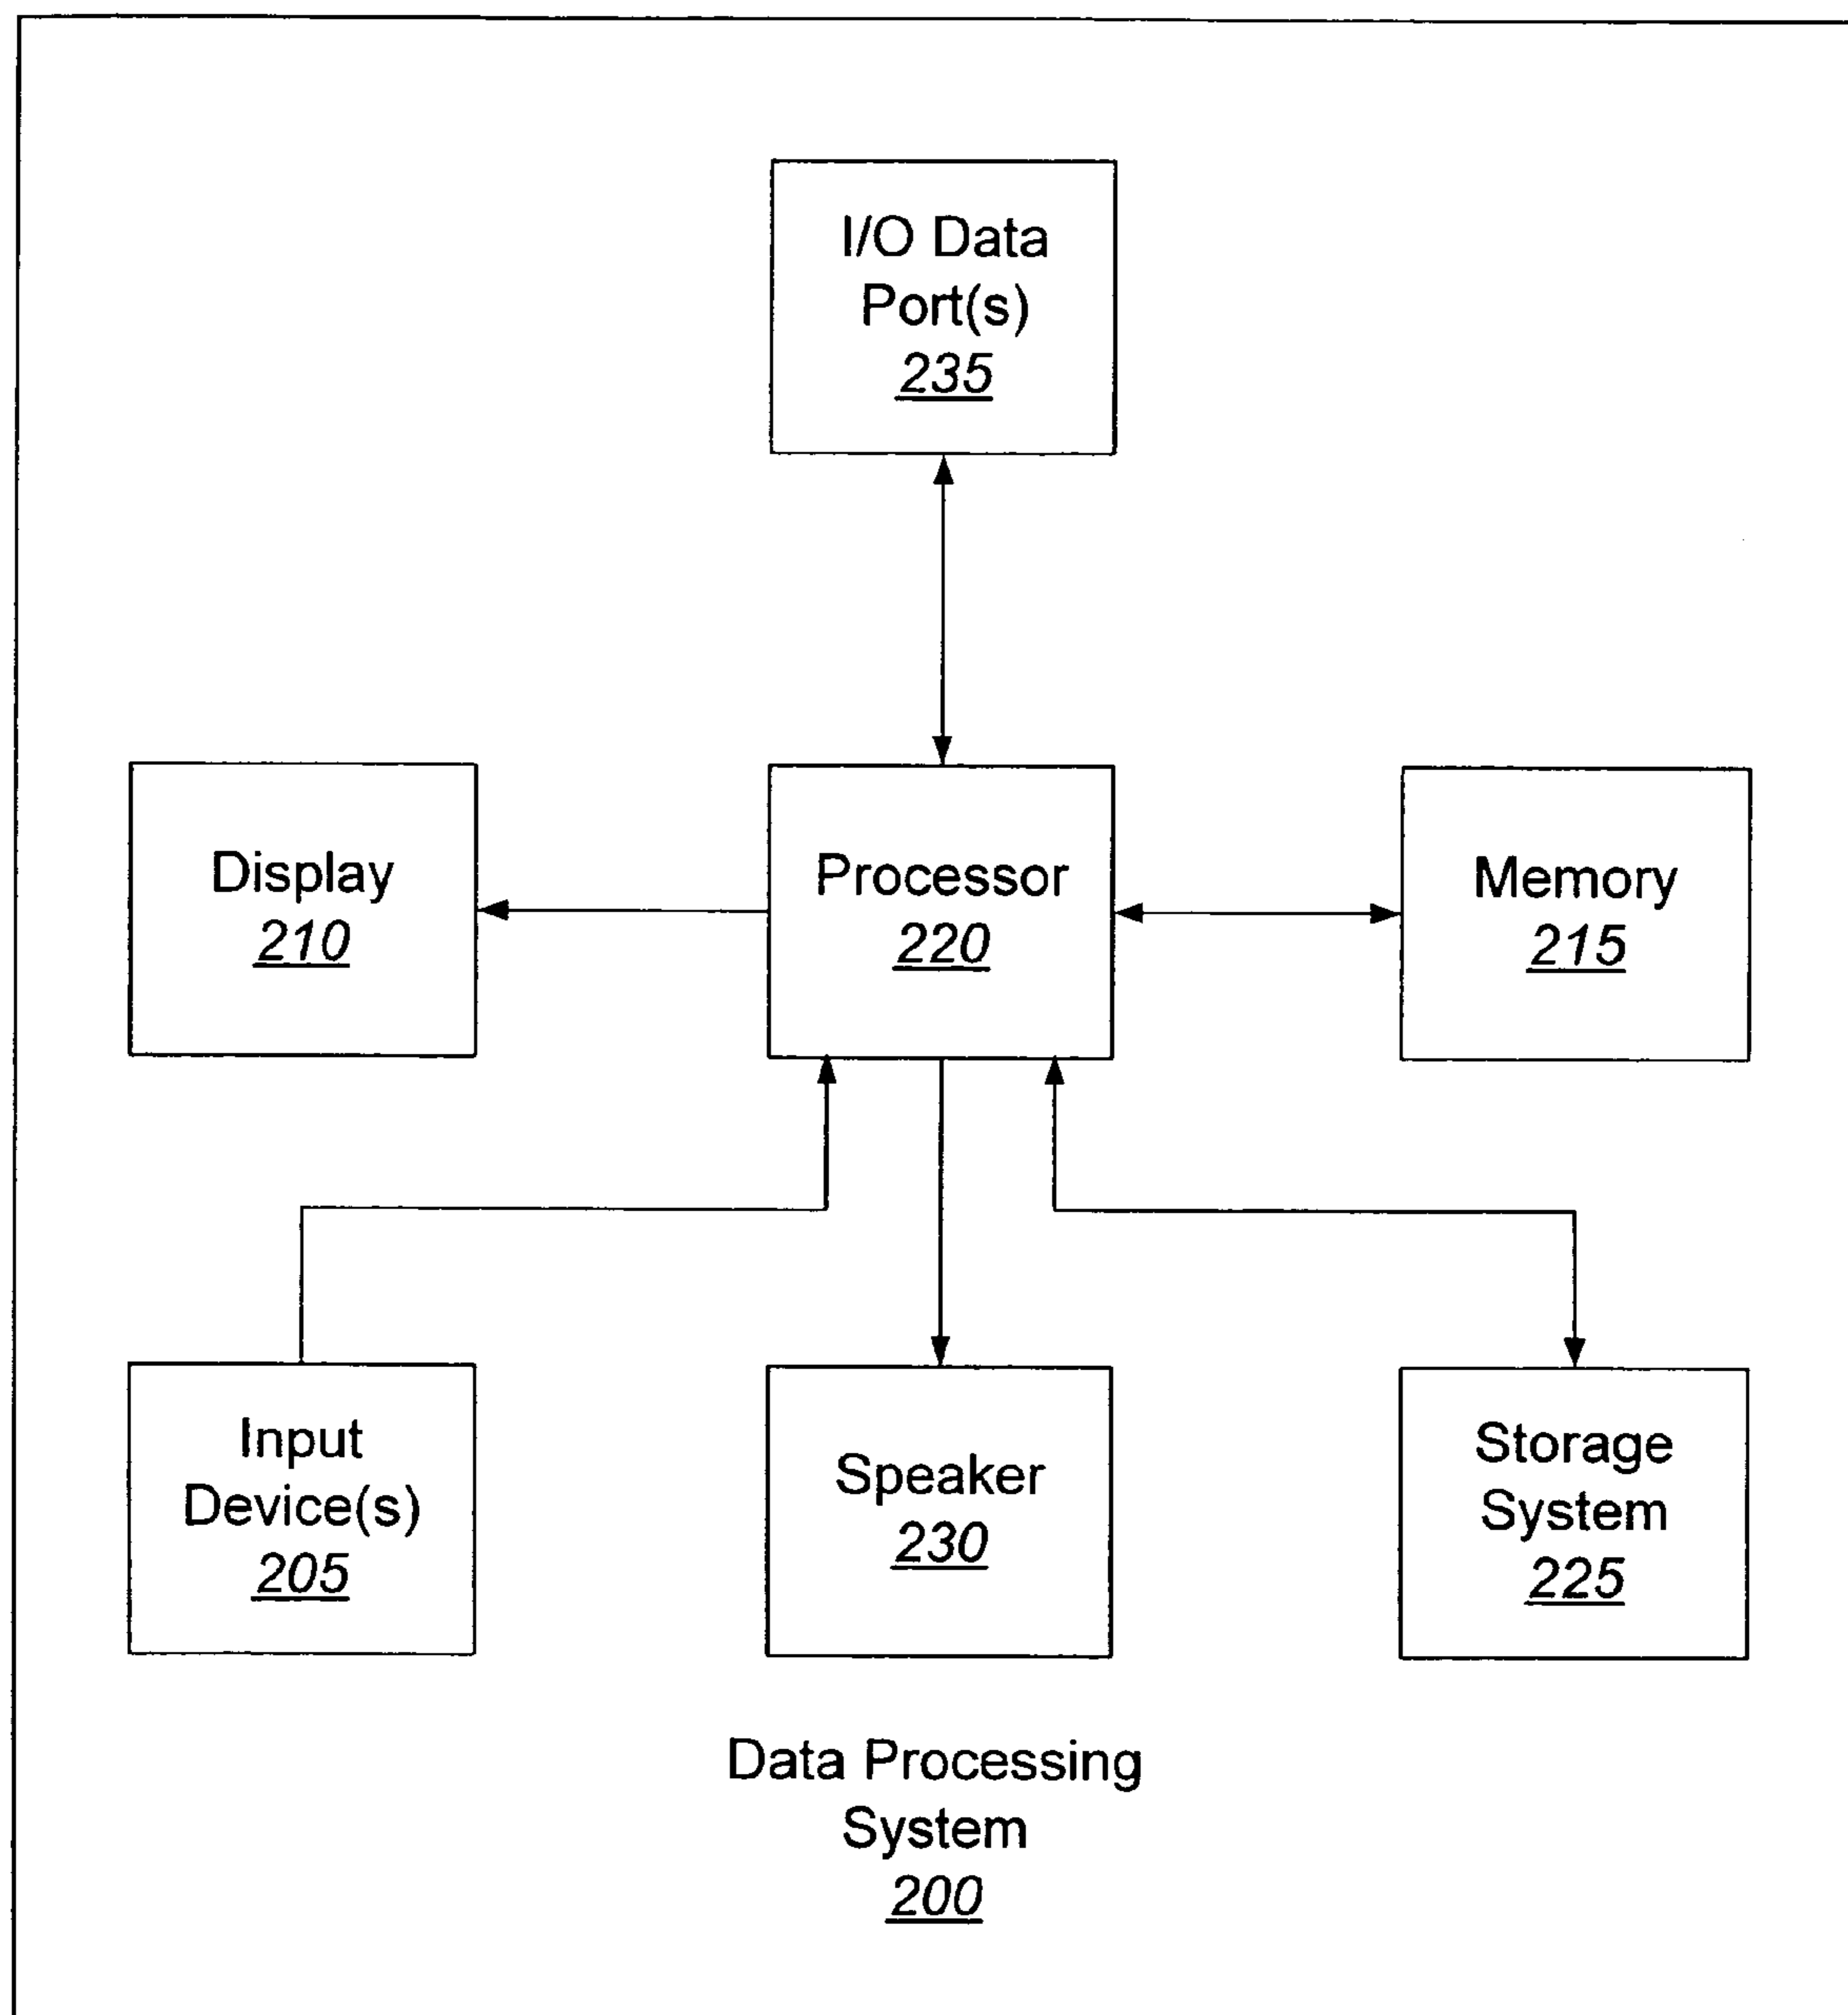 I/O Data
Port(s)
235
Display
210
Processor
220
Memory
215
Input
Device(s)
205
Speaker
230
Storage
System
225
Data Processing
System
200